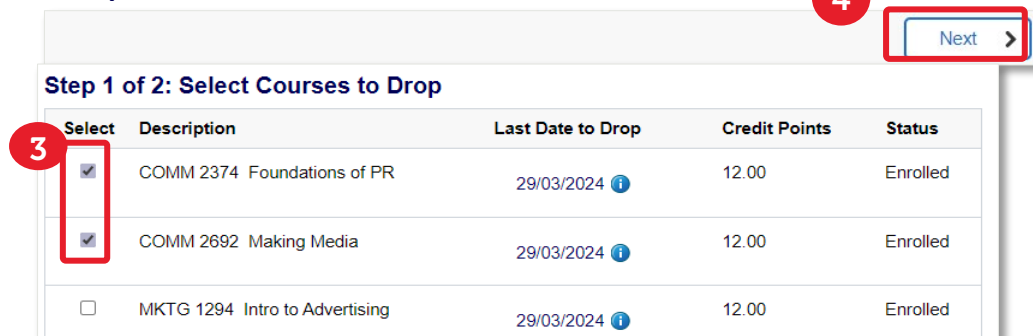 4
Next
Step 1 of 2: Select Courses to Drop
Select Description Last Date to Drop Credit Points Status
3
COMM 2374 Foundations of PR 29/03/2024 12.00 Enrolled
COMM 2692 Making Media 29/03/2024 12.00 Enrolled
MKTG 1294 Intro to Advertising 29/03/2024 12.00 Enrolled